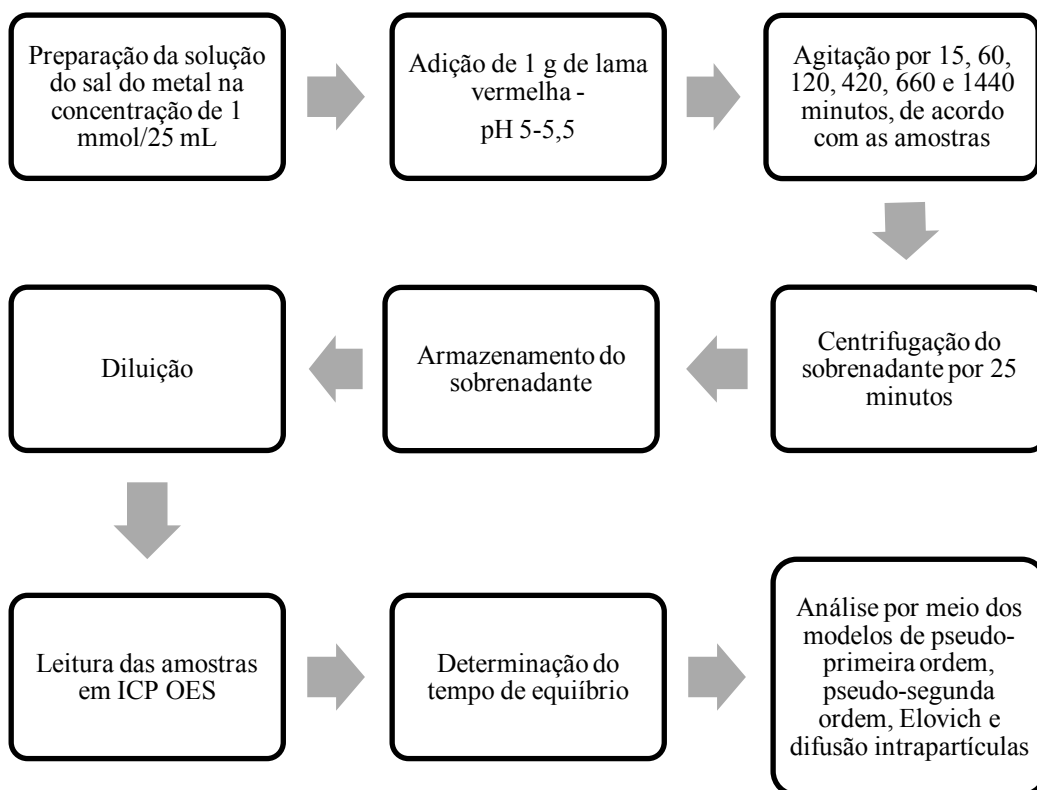 Preparação da solução
do sal do metal na
concentração de 1
mmol/25 mL
Adição de 1 g de lama
vermelha -
pH 5-5,5
Agitação por 15, 60,
120, 420, 660 e 1440
minutos, de acordo
com as amostras
Centrifugação do
sobrenadante por 25
minutos
Armazenamento do
sobrenadante
Diluição
Leitura das amostras
em ICP OES
Determinação do
tempo de equiíbrio
Análise por meio dos
modelos de pseudo-
primeira ordem,
pseudo-segunda
ordem, Elovich e
difusão intrapartículas